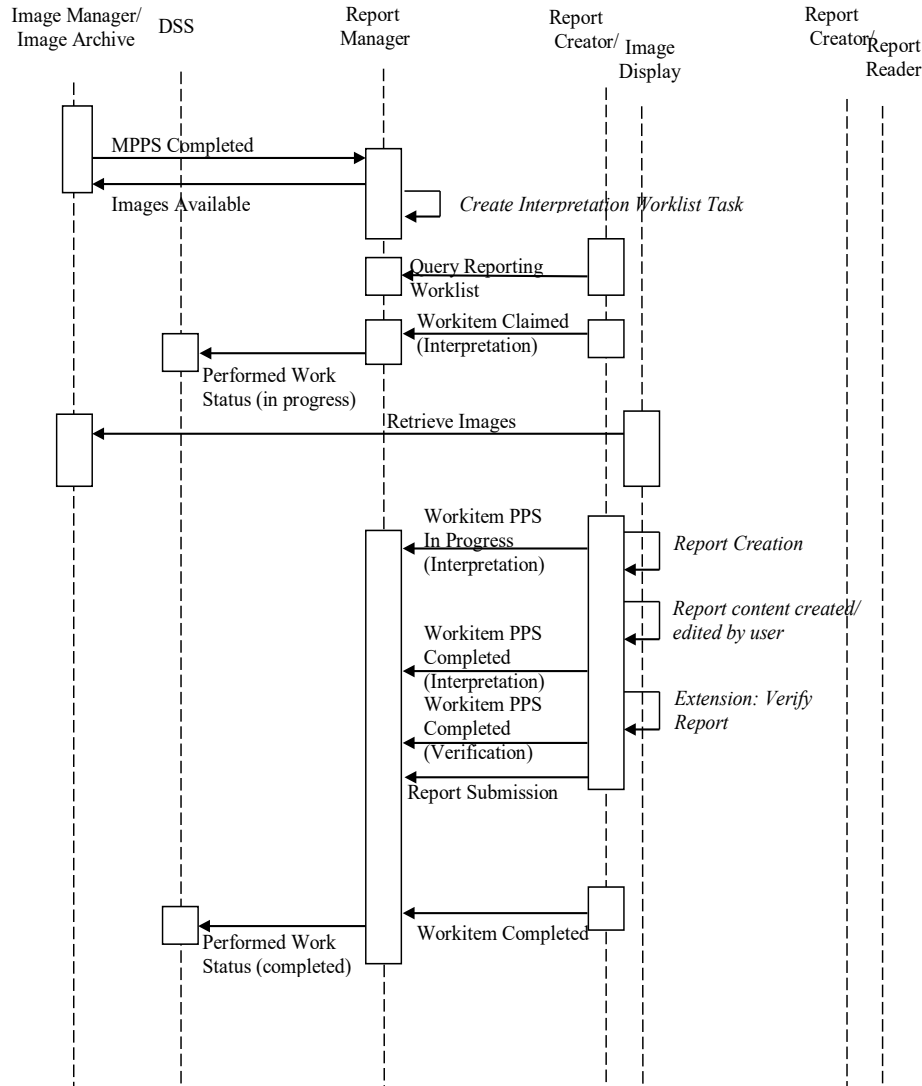 Image Manager/
Image Archive
DSS
Report
Manager
Report
Creator/
Image
Display
Report
Creator/
Report
Reader
MPPS Completed
Images Available
Create Interpretation Worklist Task
Query Reporting
Worklist
Workitem Claimed
(Interpretation)
Performed Work
Status (in progress)
Retrieve Images
Workitem PPS
In Progress
(Interpretation)
Report Creation
Report content created/
edited by user
Workitem PPS
Completed
(Interpretation)
Extension: Verify
Report
Workitem PPS
Completed
(Verification)
Report Submission
Workitem Completed
Performed Work
Status (completed)